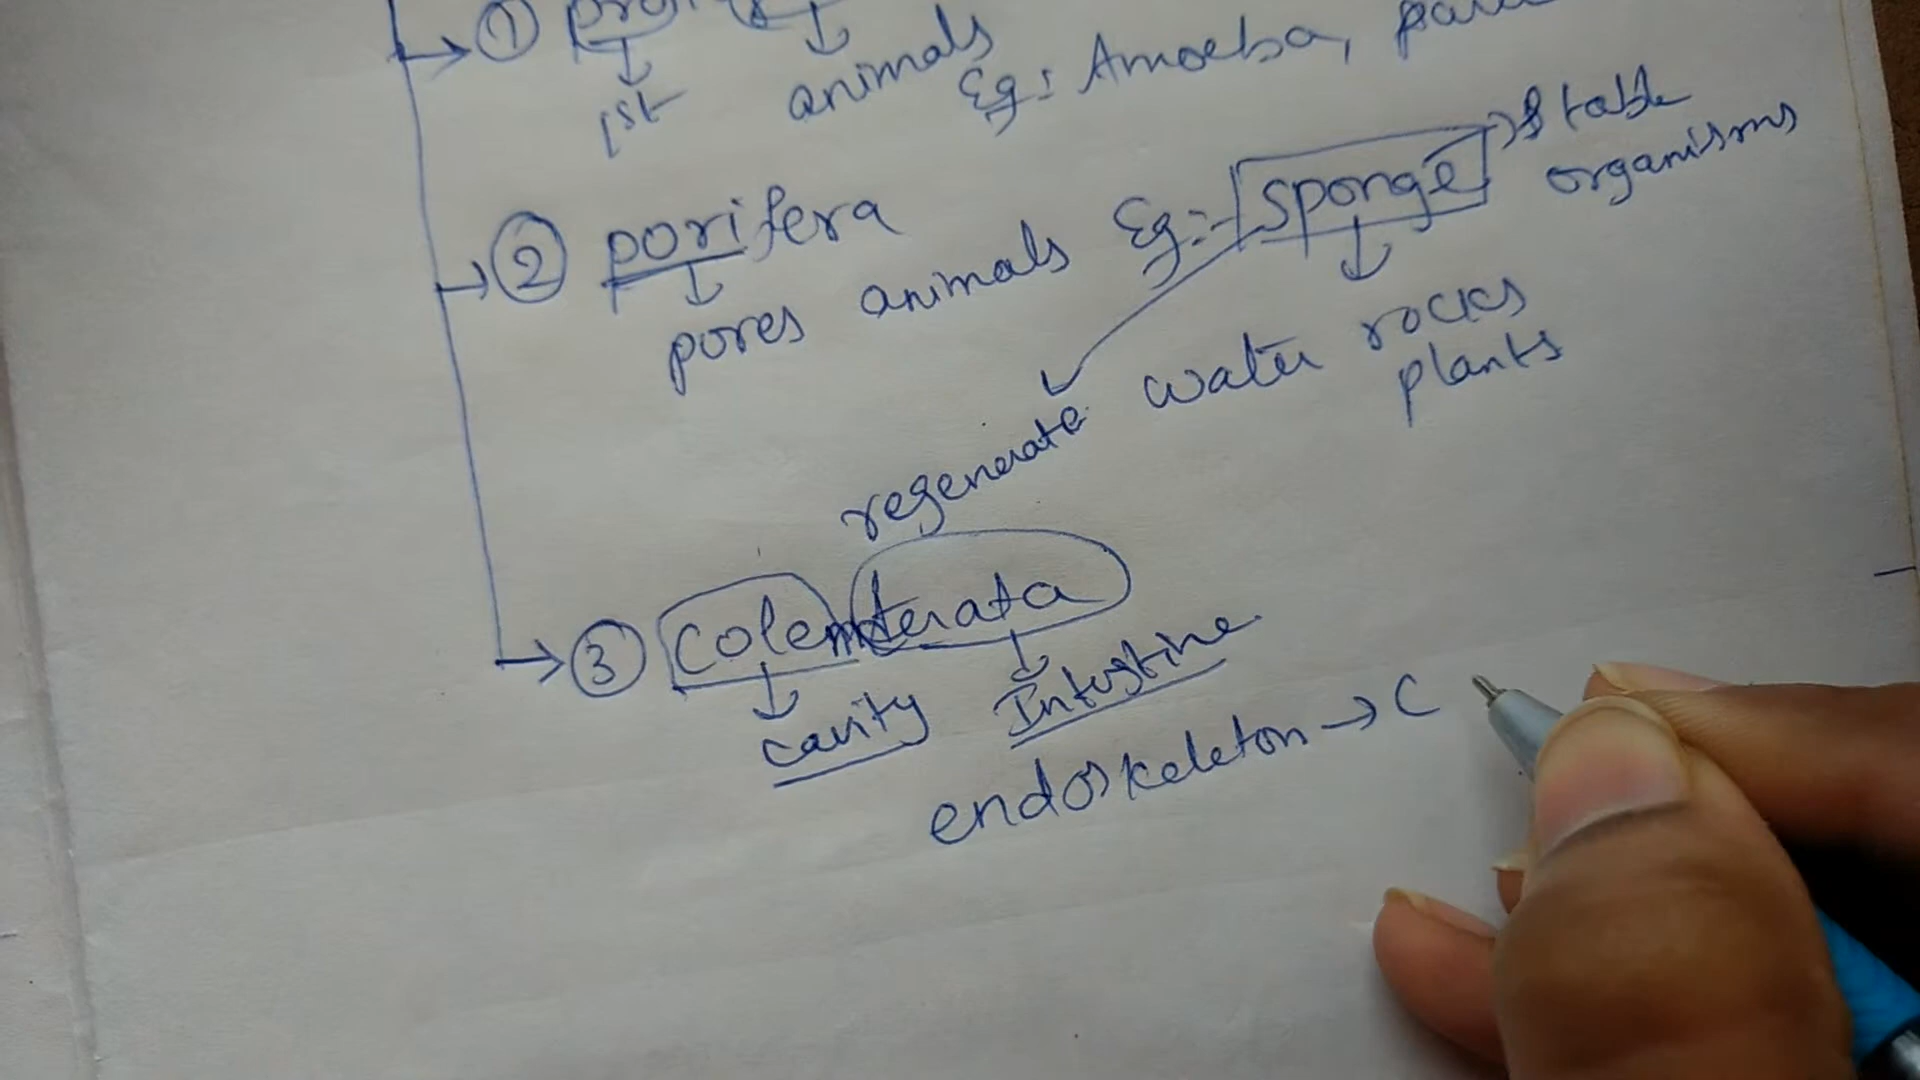 ①
1st animals Eg: Amoeba,
② porifera Eg:- sponge → stable organisms
pores animals
water rocks
plants
regenerate
③ colenterata
cavity Intestine
endoskeleton → C